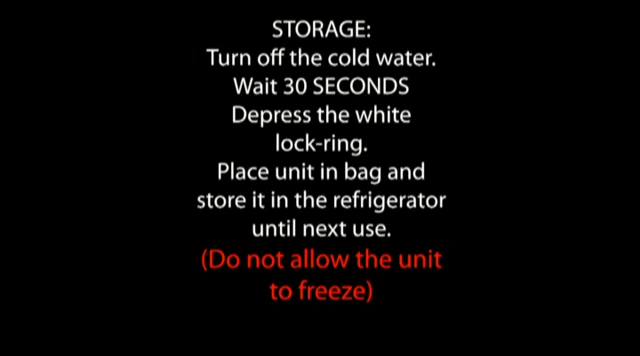 STORAGE:
Turn off the cold water.
Wait 30 SECONDS
Depress the white
lock-ring.
Place unit in bag and
store it in the refrigerator
until next use.
(Do not allow the unit
to freeze)